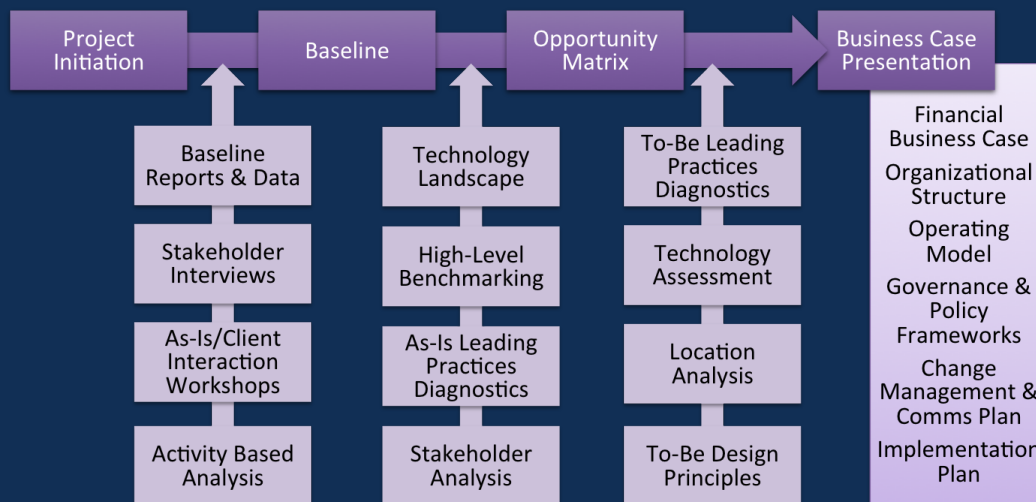 Project
Initiation
Baseline
Opportunity
Matrix
Business Case
Presentation
Baseline
Reports & Data
Stakeholder
Interviews
As-Is/Client
Interaction
Workshops
Activity Based
Analysis
Technology
Landscape
High-Level
Benchmarking
As-Is Leading
Practices
Diagnostics
Stakeholder
Analysis
To-Be Leading
Practices
Diagnostics
Technology
Assessment
Location
Analysis
To-Be Design
Principles
Financial
Business Case
Organizational
Structure
Operating
Model
Governance &
Policy
Frameworks
Change
Management &
Comms Plan
Implementation
Plan